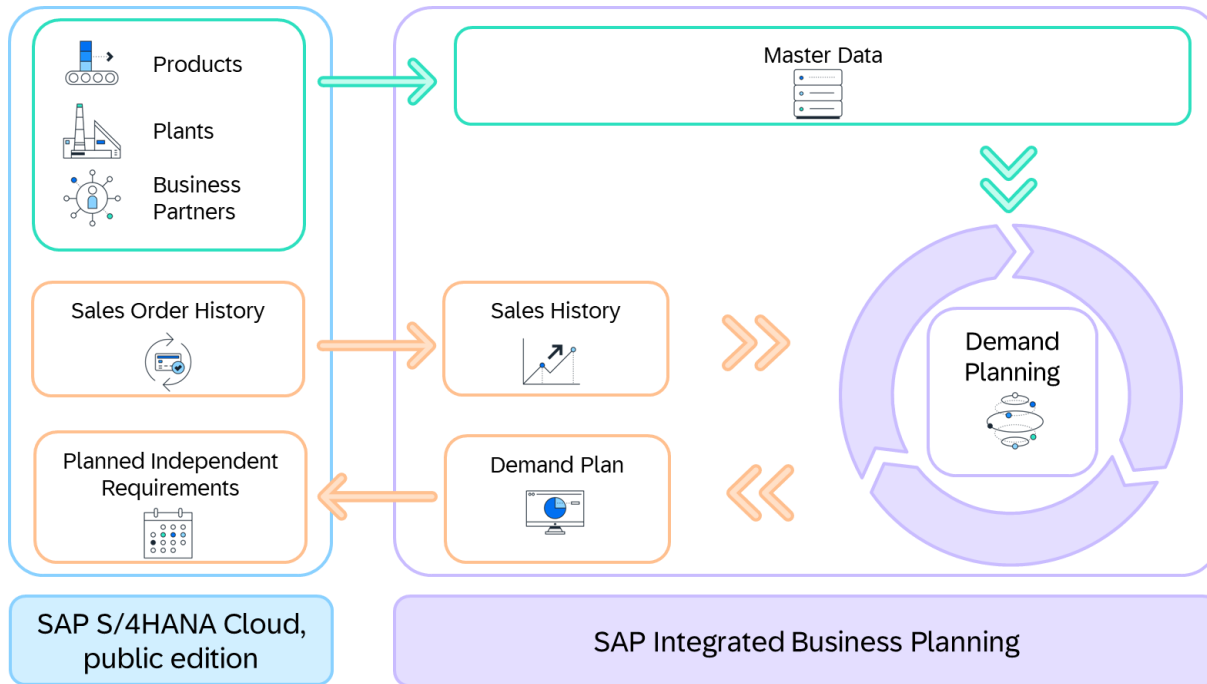 Products
Plants
Business
Partners
Master Data
Sales Order History
Sales History
Demand
Planning
Planned Independent
Requirements
Demand Plan
SAP S/4HANA Cloud,
public edition
SAP Integrated Business Planning